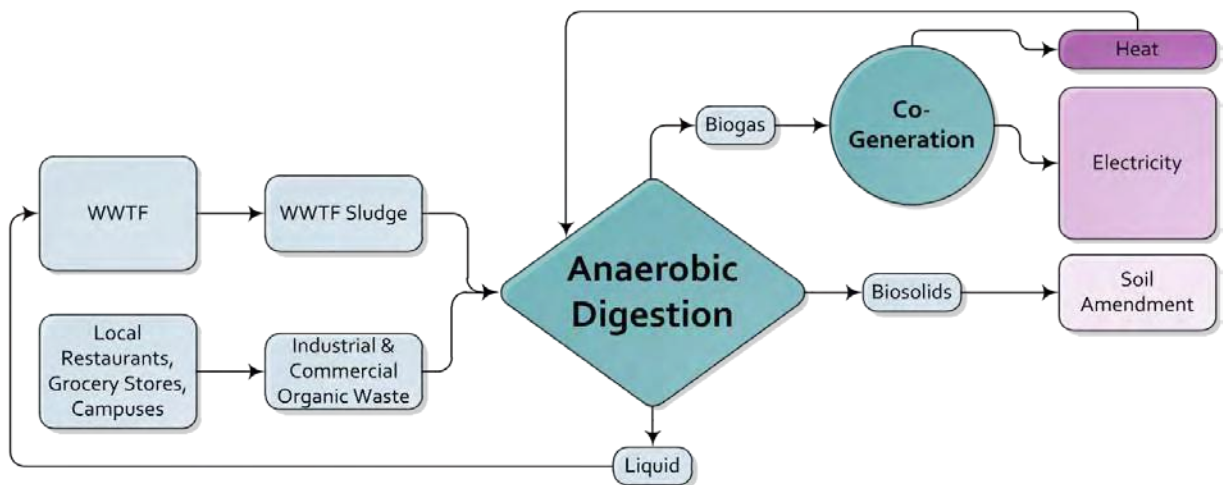 Heat
Co-
Generation
Biogas
Electricity
WWTF
WWTF Sludge
Anaerobic
Digestion
Biosolids
Soil
Amendment
Local
Restaurants,
Grocery Stores,
Campuses
Industrial &
Commercial
Organic Waste
Liquid